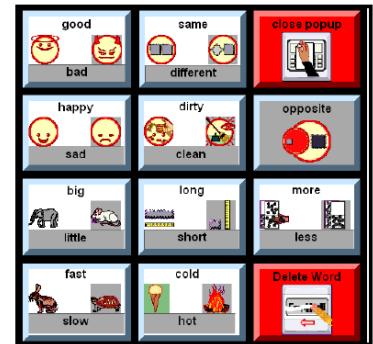 good
bad
same
different
close popup
happy
sad
dirty
clean
opposite
big
little
long
short
more
less
fast
slow
cold
hot
Delete Word